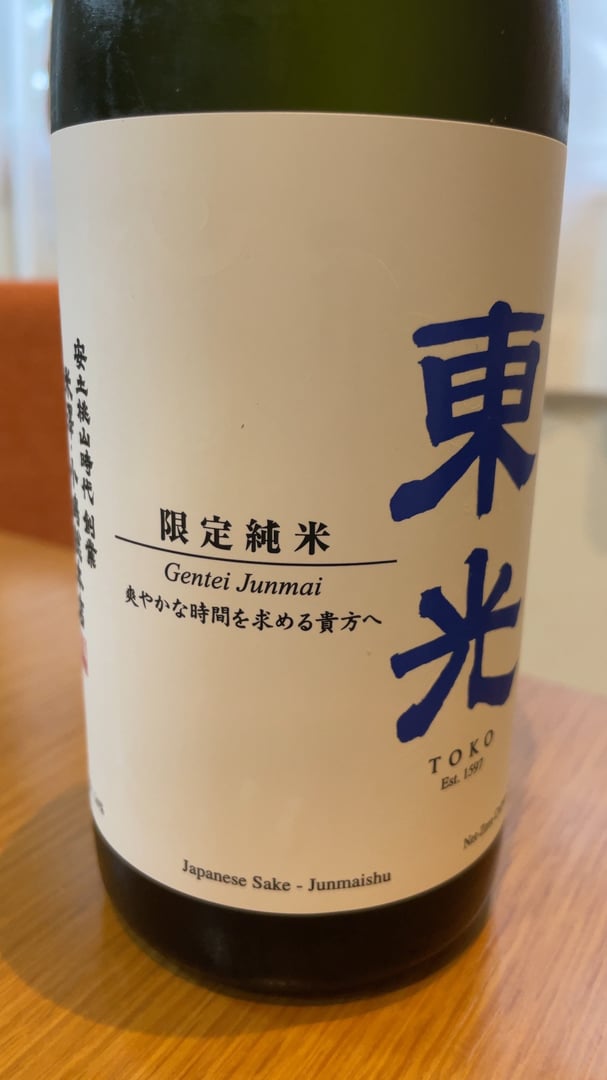 東光
TOKO
Est. 1597
限定純米
Gentei Junmai
爽やかな時間を求める貴方へ
安土桃山時代 創業
Japanese Sake - Junmaishu